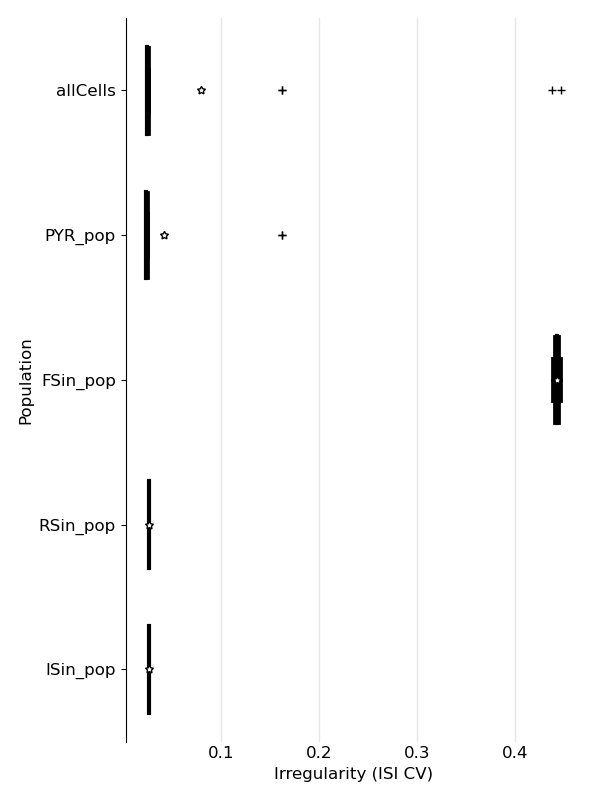 allCells
PYR_pop
FSin_pop
RSin_pop
ISin_pop
Population
0.1 0.2 0.3 0.4
Irregularity (ISI CV)